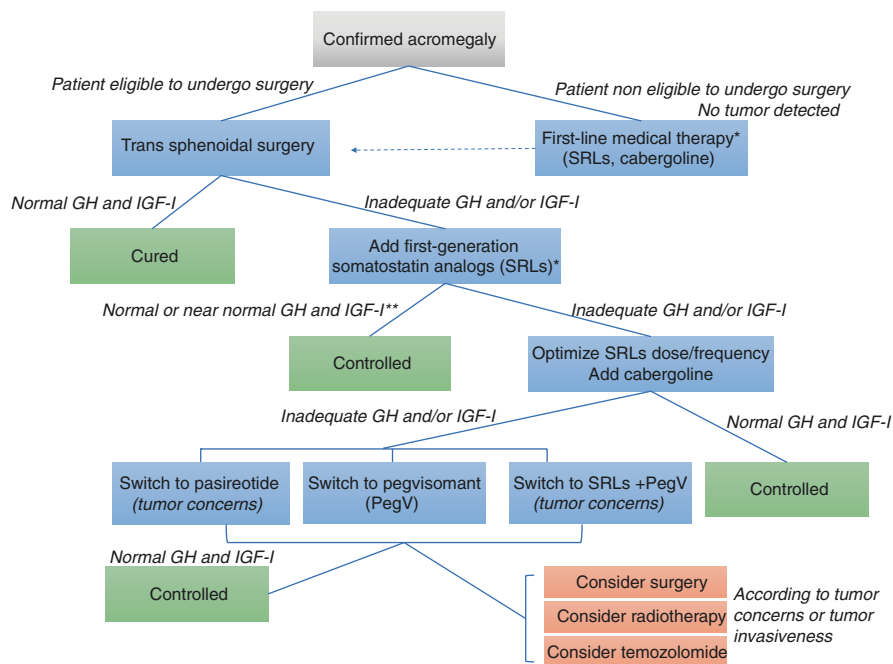 Confirmed acromegaly
Patient eligible to undergo surgery
Patient non eligible to undergo surgery
No tumor detected
Trans sphenoidal surgery
First-line medical therapy*
(SRLs, cabergoline)
Normal GH and IGF-I
Inadequate GH and/or IGF-I
Cured
Add first-generation
somatostatin analogs (SRLs)*
Normal or near normal GH and IGF-I**
Inadequate GH and/or IGF-I
Controlled
Optimize SRLs dose/frequency
Add cabergoline
Inadequate GH and/or IGF-I
Normal GH and IGF-I
Switch to pasireotide
(tumor concerns)
Switch to pegvisomant
(PegV)
Switch to SRLs +PegV
(tumor concerns)
Controlled
Normal GH and IGF-I
Controlled
Consider surgery
Consider radiotherapy
Consider temozolomide
According to tumor
concerns or tumor
invasiveness